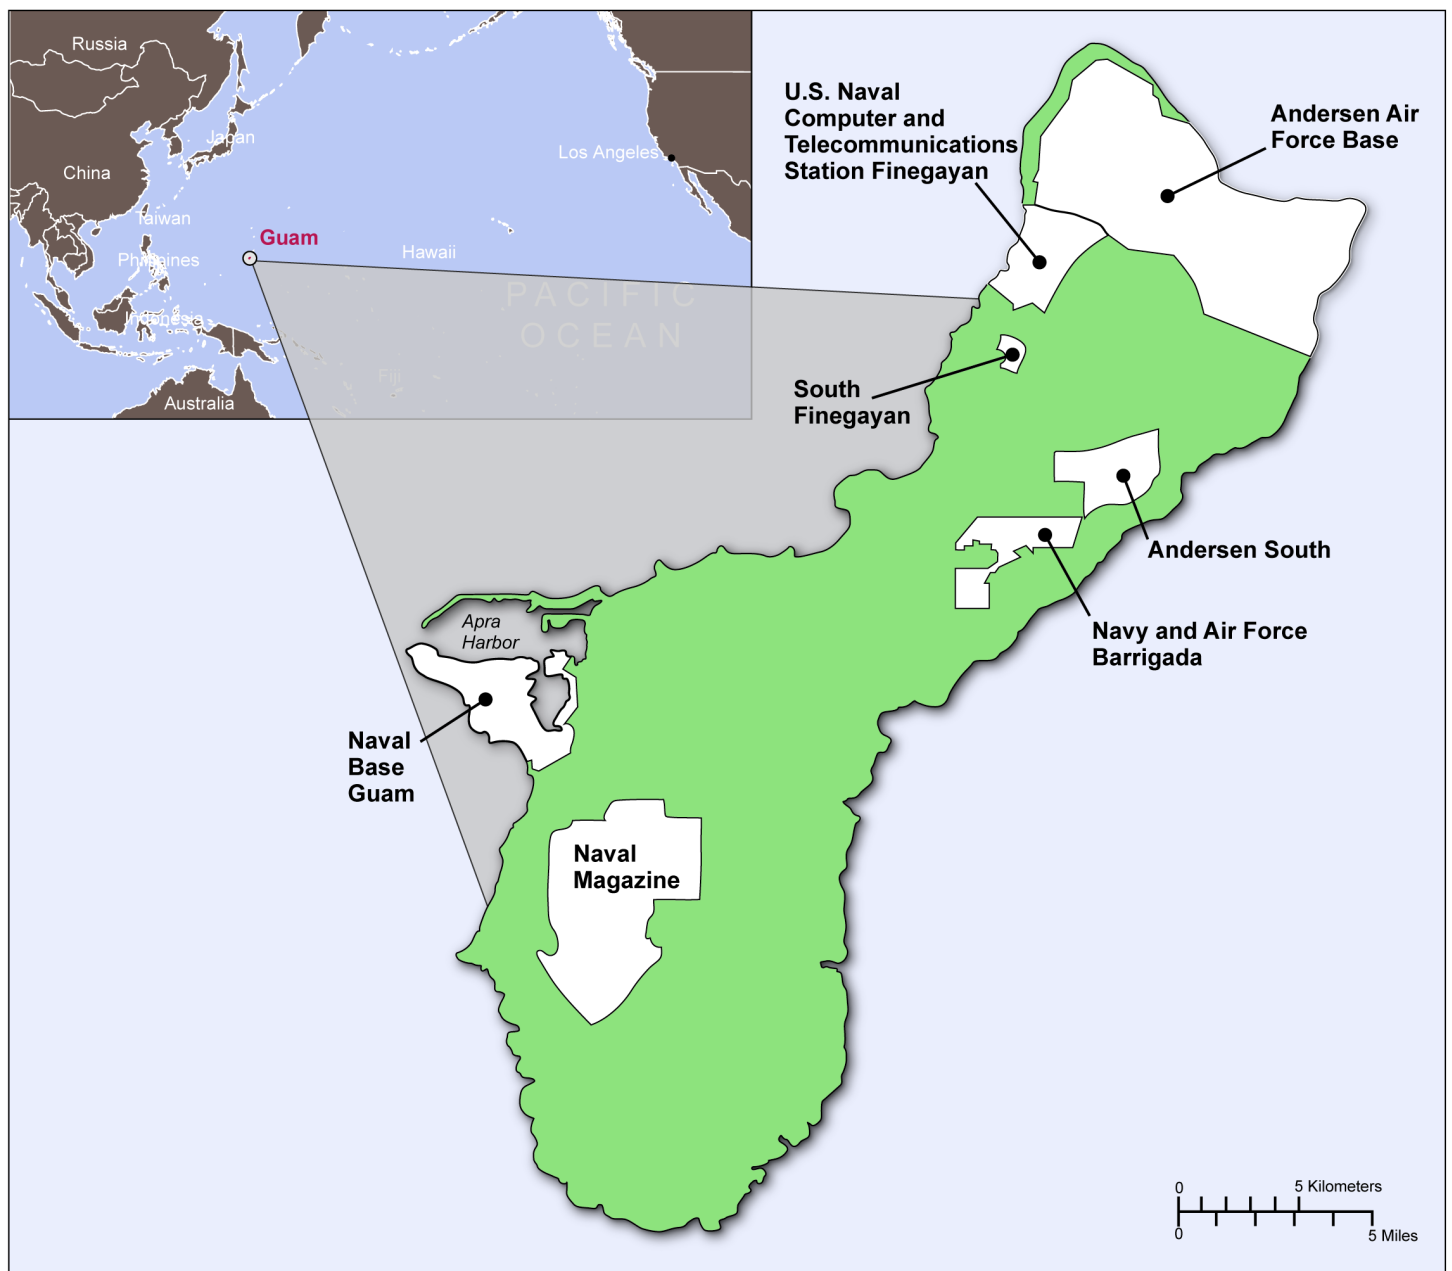 Russia
Japan
China
Taiwan
Philippines
Indonesia
Australia
Guam
Hawaii
Los Angeles
PACIFIC
OCEAN
Fiji
U.S. Naval
Computer and
Telecommunications
Station Finegayan
Andersen Air
Force Base
South
Finegayan
Andersen South
Navy and Air Force
Barrigada
Apra
Harbor
Naval
Base
Guam
Naval
Magazine
0
5 Kilometers
0
5 Miles